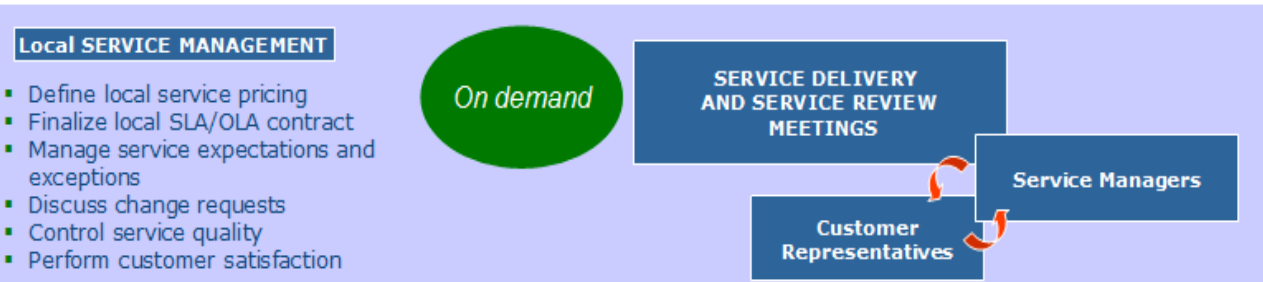 Local SERVICE MANAGEMENT
▪ Define local service pricing
▪ Finalize local SLA/OLA contract
▪ Manage service expectations and
exceptions
▪ Discuss change requests
▪ Control service quality
▪ Perform customer satisfaction
On demand
SERVICE DELIVERY
AND SERVICE REVIEW
MEETINGS
Service Managers
Customer
Representatives